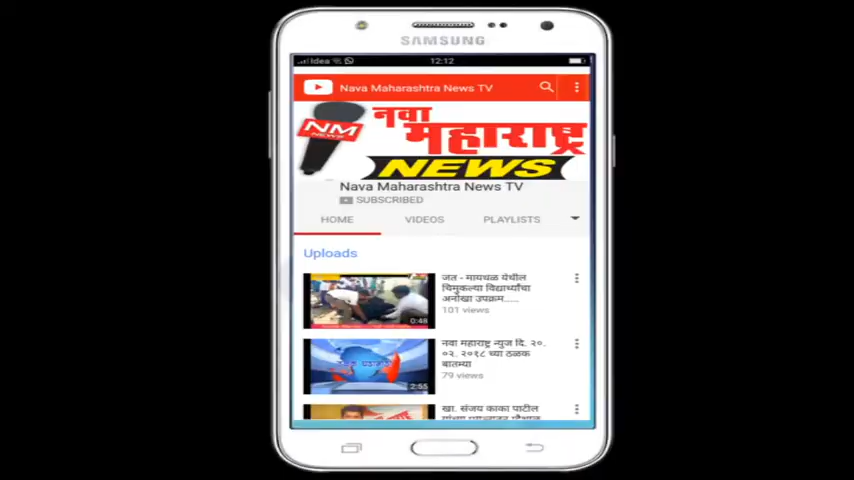 SAMSUNG
Idea
12:12
Nava Maharashtra News TV
NM
NEWS
नवा
महाराष्ट्र
NEWS
Nava Maharashtra News TV
SUBSCRIBED
HOME VIDEOS PLAYLISTS
Uploads
जत - मायथळ येथील
चिमुकल्या विद्यार्थ्यांचा
अनोखा उपक्रम......
101 views
0:48
नवा महाराष्ट्र न्युज दि. २०.
०२. २०१८ च्या ठळक
बातम्या
79 views
2:55
खा. संजय काका पाटील